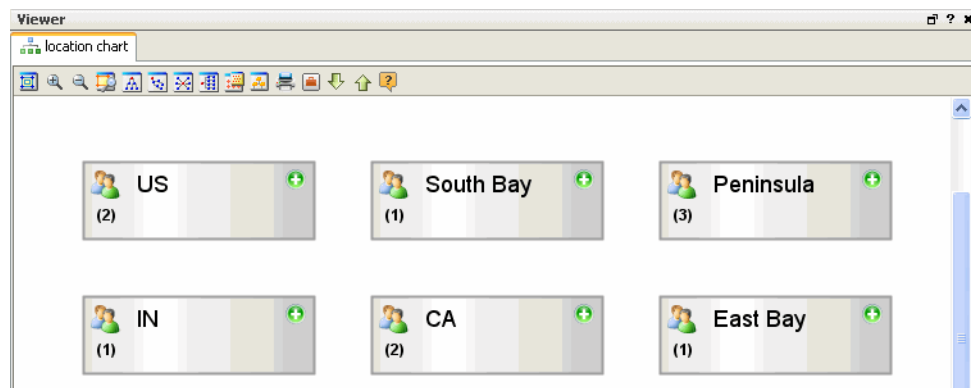 Viewer
location chart
US
South Bay
Peninsula
(2)
(1)
(3)
IN
CA
East Bay
(1)
(2)
(1)